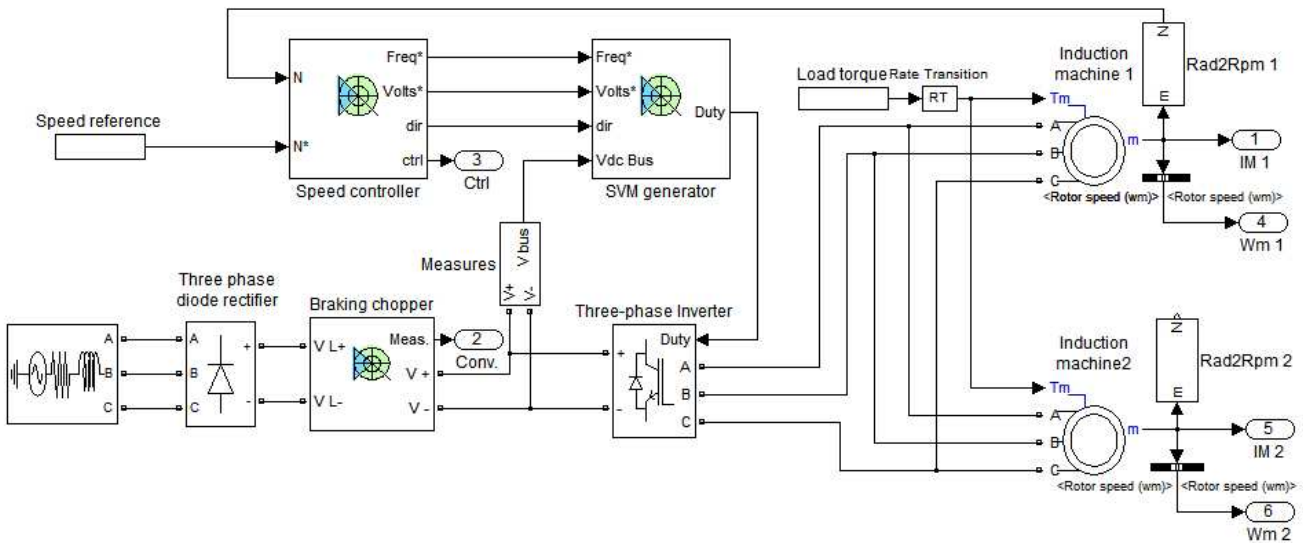 Speed reference
N
N*
Freq*
Volts*
dir
ctrl
Speed controller
3
Ctrl
Freq*
Volts*
dir
Vdc Bus
Duty
SVM generator
Load torque
Rate Transition
RT
Induction
machine 1
Tm
A
B
C
m
<Rotor speed (wm)>
<Rotor speed (wm)>
N
m
Rad2Rpm 1
1
IM 1
4
Wm 1
Measures
V bus
V+
V-
A
B
C
Three phase
diode rectifier
A
B
C
+
-
Braking chopper
V L+
V L-
Meas.
V +
V -
2
Conv.
Three-phase Inverter
Duty
+
-
A
B
C
Induction
machine2
Tm
A
B
C
m
<Rotor speed (wm)>
<Rotor speed (wm)>
N
m
Rad2Rpm 2
5
IM 2
6
Wm 2